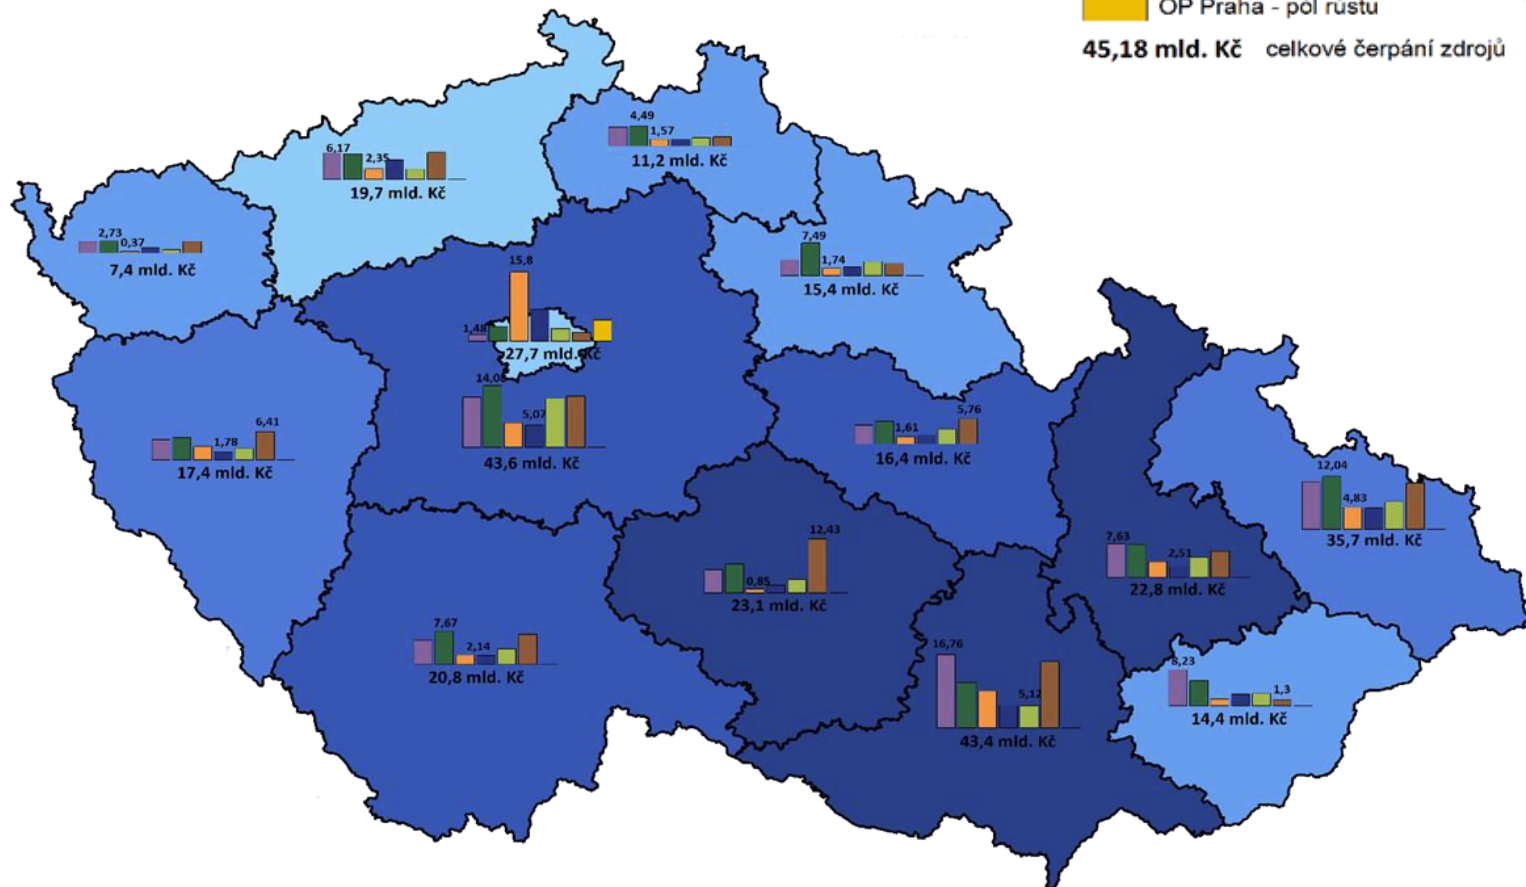 OP Praha - pól růstu
45,18 mld. Kč celkové čerpání zdrojů
4,49
1,57
11,2 mld. Kč
6,17
2,35
19,7 mld. Kč
2,73
0,37
7,4 mld. Kč
7,49
1,74
15,4 mld. Kč
15,8
1,48
27,7 mld. Kč
14,08
5,07
43,6 mld. Kč
6,41
1,78
17,4 mld. Kč
5,76
1,61
16,4 mld. Kč
12,04
4,83
35,7 mld. Kč
7,63
2,51
22,8 mld. Kč
12,43
0,85
23,1 mld. Kč
7,67
2,14
20,8 mld. Kč
16,76
5,12
43,4 mld. Kč
8,23
1,3
14,4 mld. Kč